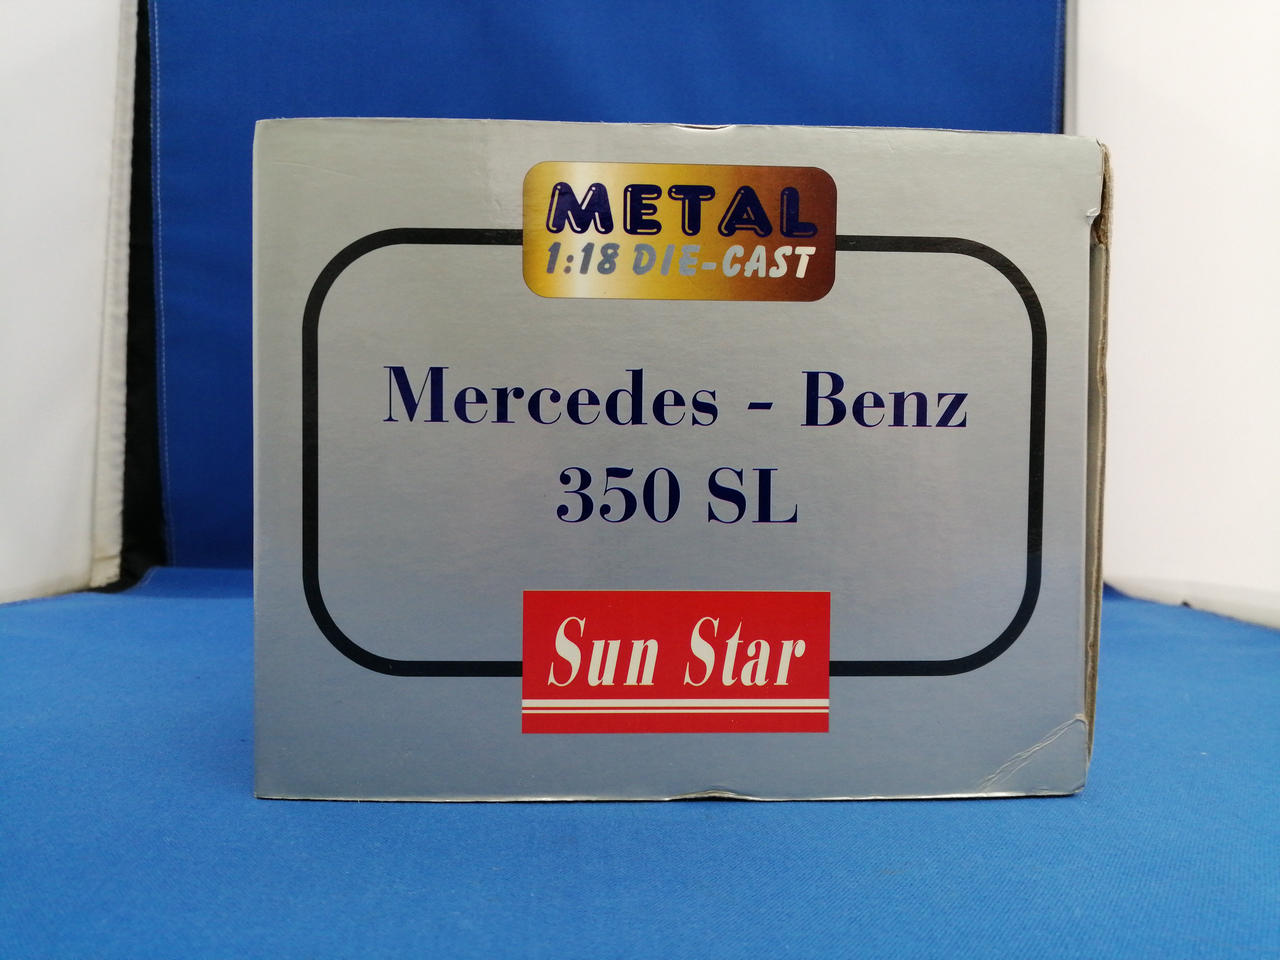 METAL
1:18 DIE-CAST
Mercedes - Benz
350 SL
Sun Star